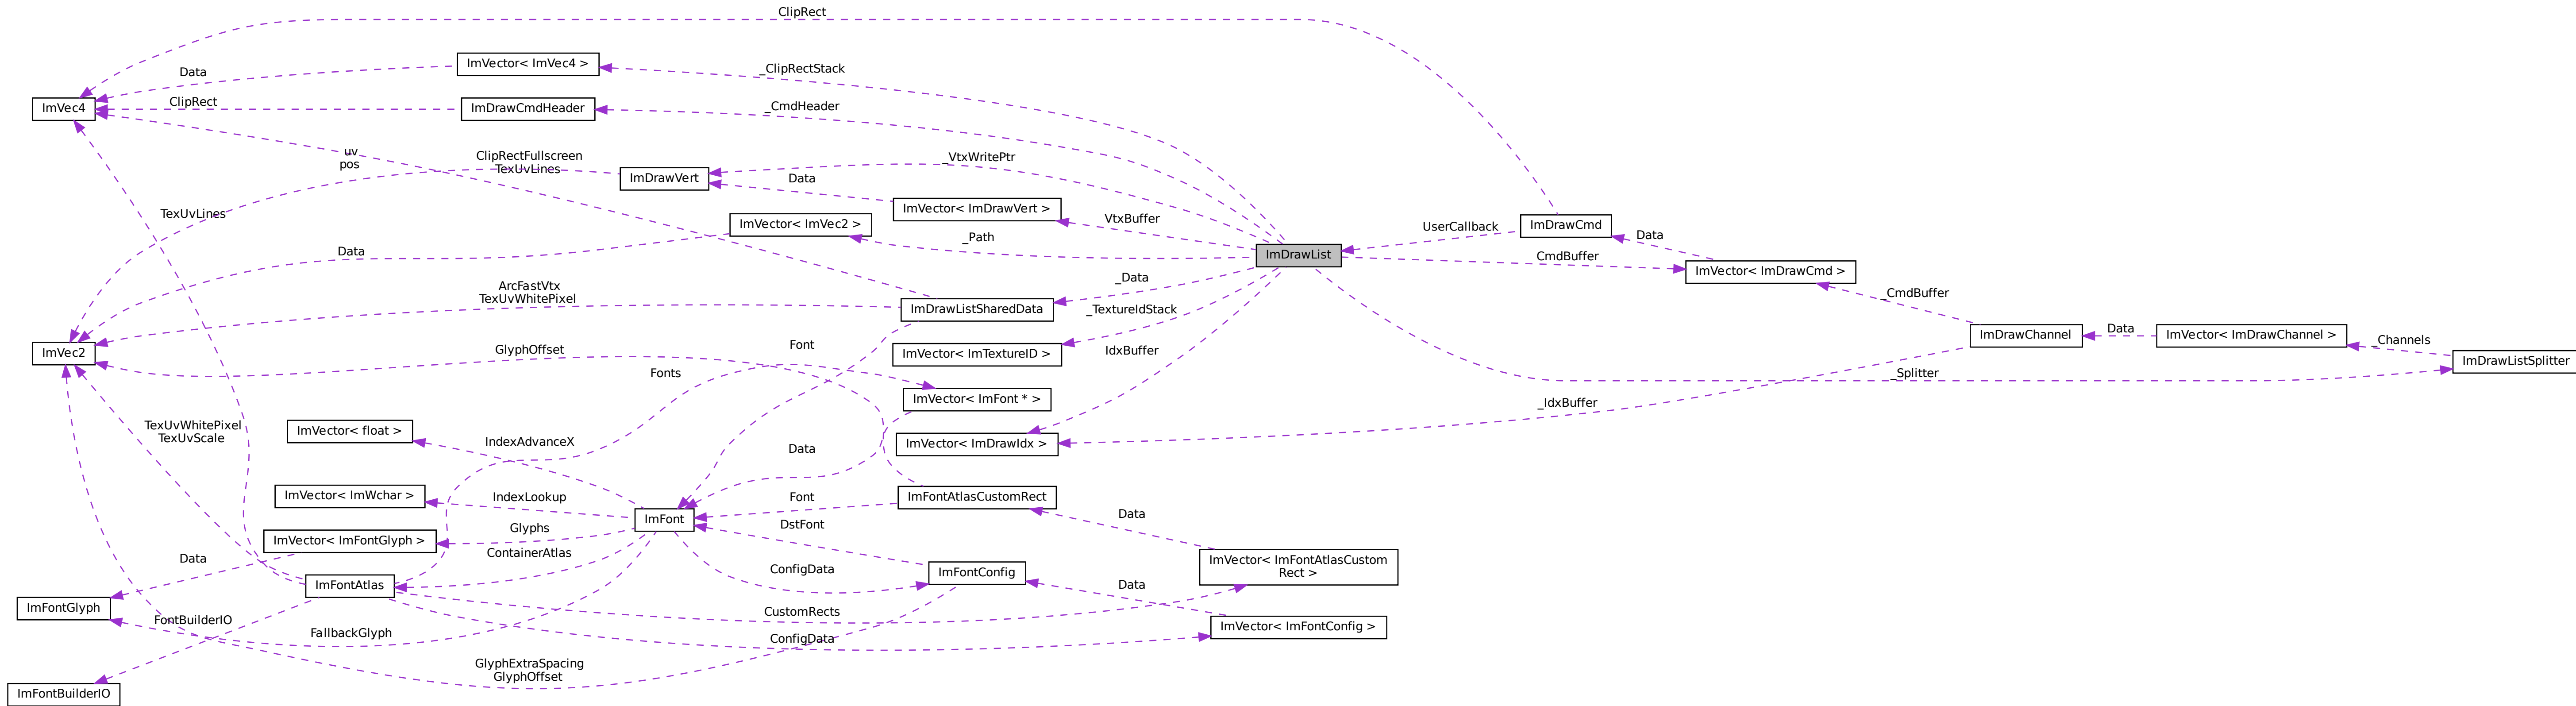 ClipRect
ImVector< ImVec4 >
_ClipRectStack
Data
ImVec4
ClipRect
ImDrawCmdHeader
_CmdHeader
uv
pos
ClipRectFullscreen
TexUvLines
ImDrawVert
_VtxWritePtr
Data
ImVector< ImDrawVert >
TexUvLines
ImVector< ImVec2 >
VtxBuffer
_Path
ImDrawList
UserCallback
ImDrawCmd
Data
CmdBuffer
ImVector< ImDrawCmd >
Data
_Data
ArcFastVtx
TexUvWhitePixel
ImDrawListSharedData
_TextureIdStack
_CmdBuffer
ImDrawChannel
Data
ImVector< ImDrawChannel >
_Channels
ImDrawListSplitter
ImVec2
GlyphOffset
Font
ImVector< ImTextureID >
IdxBuffer
Fonts
_Splitter
ImVector< ImFont * >
_IdxBuffer
TexUvWhitePixel
TexUvScale
ImVector< float >
IndexAdvanceX
Data
ImVector< ImDrawIdx >
ImVector< ImWchar >
IndexLookup
Font
ImFontAtlasCustomRect
ImFont
DstFont
Data
Glyphs
ImVector< ImFontGlyph >
ContainerAtlas
Data
ImVector< ImFontAtlasCustom
Rect >
ImFontAtlas
ConfigData
ImFontConfig
Data
ImFontGlyph
FontBuilderIO
CustomRects
ImVector< ImFontConfig >
FallbackGlyph
ConfigData
GlyphExtraSpacing
GlyphOffset
ImFontBuilderIO